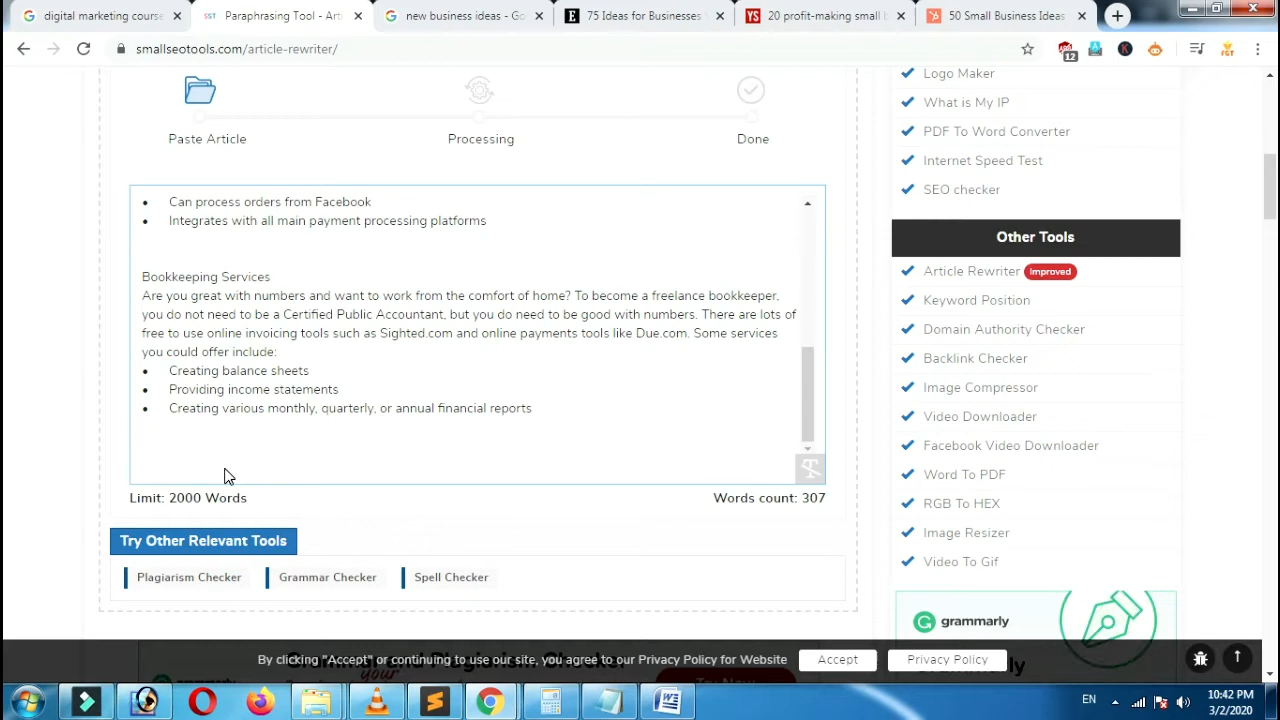 digital marketing course
Paraphrasing Tool - Arti
new business ideas 
75 Ideas for Businesses
20 profit-making small b
50 Small Business Ideas
smallseotools.com/article-rewriter/
12
Paste Article
Processing
Done
Can process orders from Facebook
Integrates with all main payment processing platforms
Bookkeeping Services
Are you great with numbers and want to work from the comfort of home? To become a freelance bookkeeper,
you do not need to be a Certified Public Accountant, but you do need to be good with numbers. There are lots of
free to use online invoicing tools such as Sighted.com and online payments tools like Due.com. Some services
you could offer include:
Creating balance sheets
Providing income statements
Creating various monthly, quarterly, or annual financial reports
Limit: 2000 Words
Words count: 307
Try Other Relevant Tools
Plagiarism Checker
Grammar Checker
Spell Checker
Logo Maker
What is My IP
PDF To Word Converter
Internet Speed Test
SEO checker
Other Tools
Article Rewriter Improved
Keyword Position
Domain Authority Checker
Backlink Checker
Image Compressor
Video Downloader
Facebook Video Downloader
Word To PDF
RGB To HEX
Image Resizer
Video To Gif
grammarly
By clicking "Accept" or continuing to use our site, you agree to our Privacy Policy for Website
Accept
Privacy Policy
EN
10:42 PM
3/2/2020